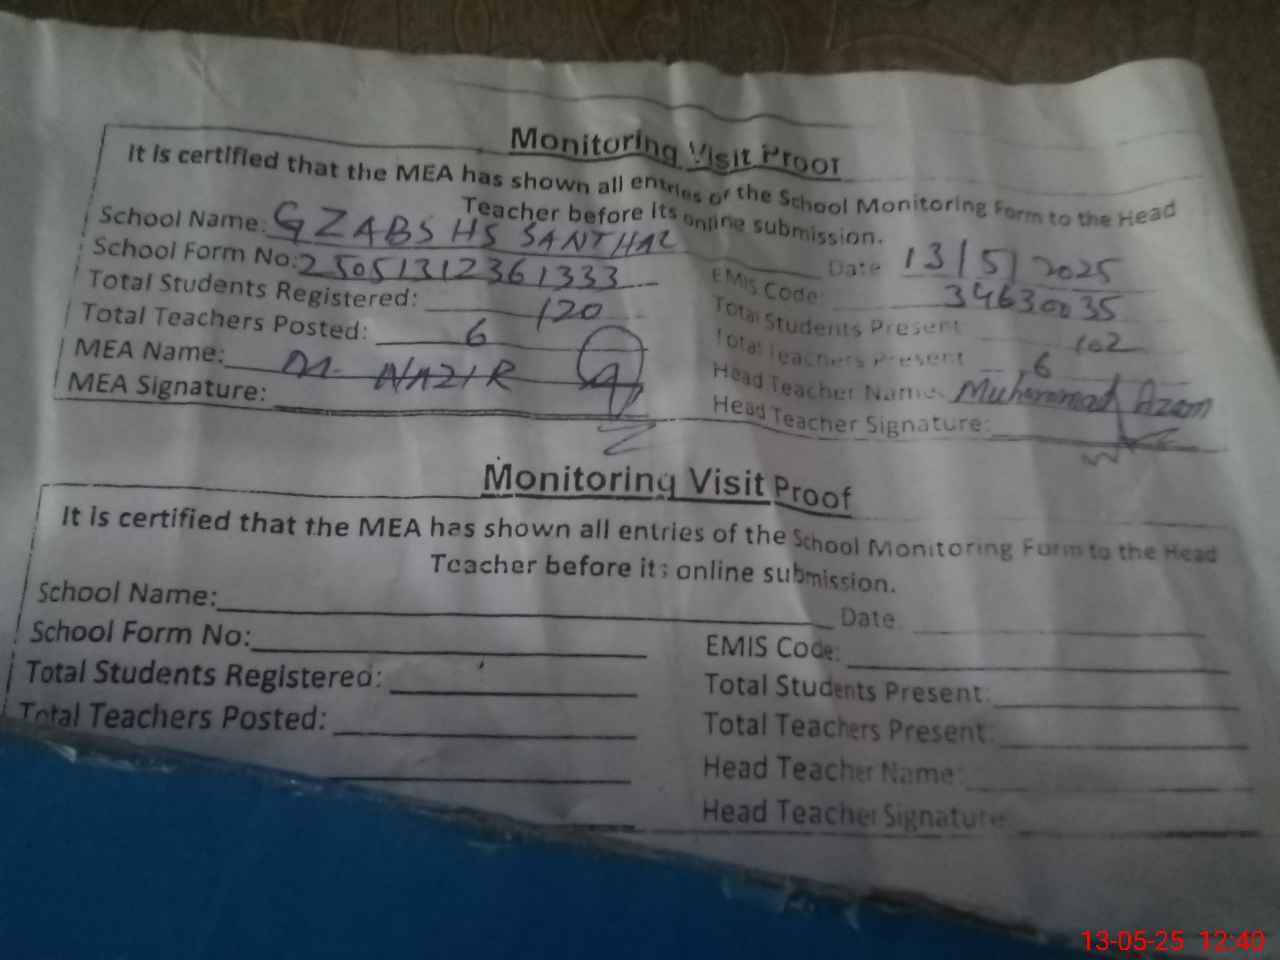 Monitoring Visit Proof
It is certified that the MEA has shown all entries of the School Monitoring Form to the Head
Teacher before its online submission.
School Name: GZABS HS SANTHAL Date 13/5/2025
School Form No: 25051312361333 EMIS Code: 34630035
Total Students Registered: 120 Total Students Present 102
Total Teachers Posted: 6 Total Teachers Present 6
MEA Name: M. NAZIR Head Teacher Name: Muhammad Azam
MEA Signature: Head Teacher Signature:
Monitoring Visit Proof
It is certified that the MEA has shown all entries of the School Monitoring Form to the Head
Teacher before its online submission.
School Name: Date
School Form No: EMIS Code:
Total Students Registered: Total Students Present:
Total Teachers Posted: Total Teachers Present:
Head Teacher Name:
Head Teacher Signature:
13-05-25 12:40